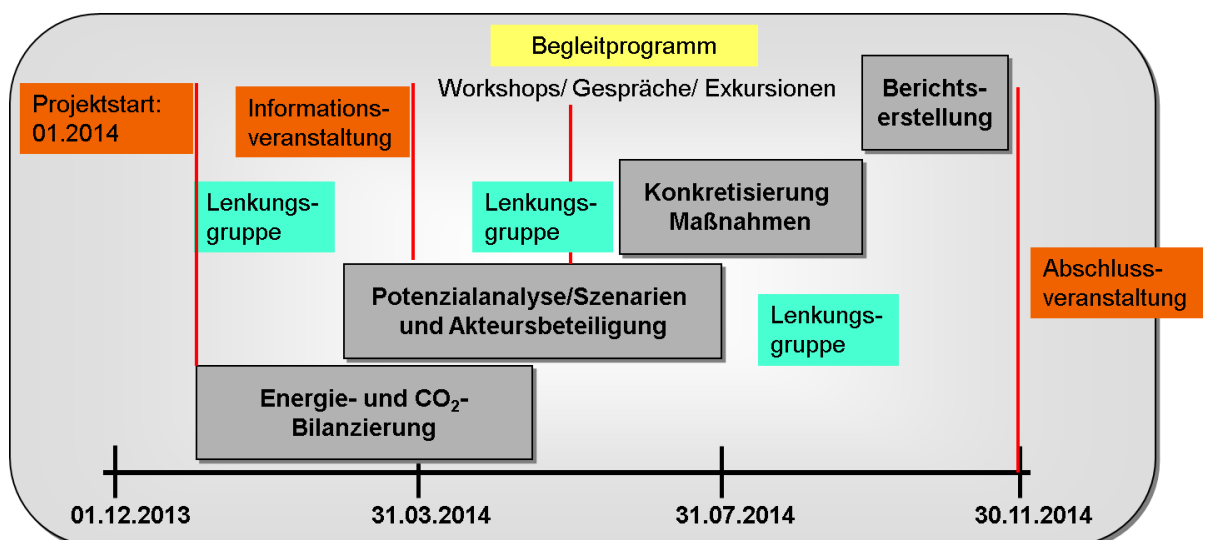 Begleitprogramm
Workshops/ Gespräche/ Exkursionen
Projektstart:
01.2014
Informations-
veranstaltung
Berichts-
erstellung
Lenkungs-
gruppe
Lenkungs-
gruppe
Konkretisierung
Maßnahmen
Potenzialanalyse/Szenarien
und Akteursbeteiligung
Lenkungs-
gruppe
Abschluss-
veranstaltung
Energie- und CO₂-
Bilanzierung
01.12.2013
31.03.2014
31.07.2014
30.11.2014